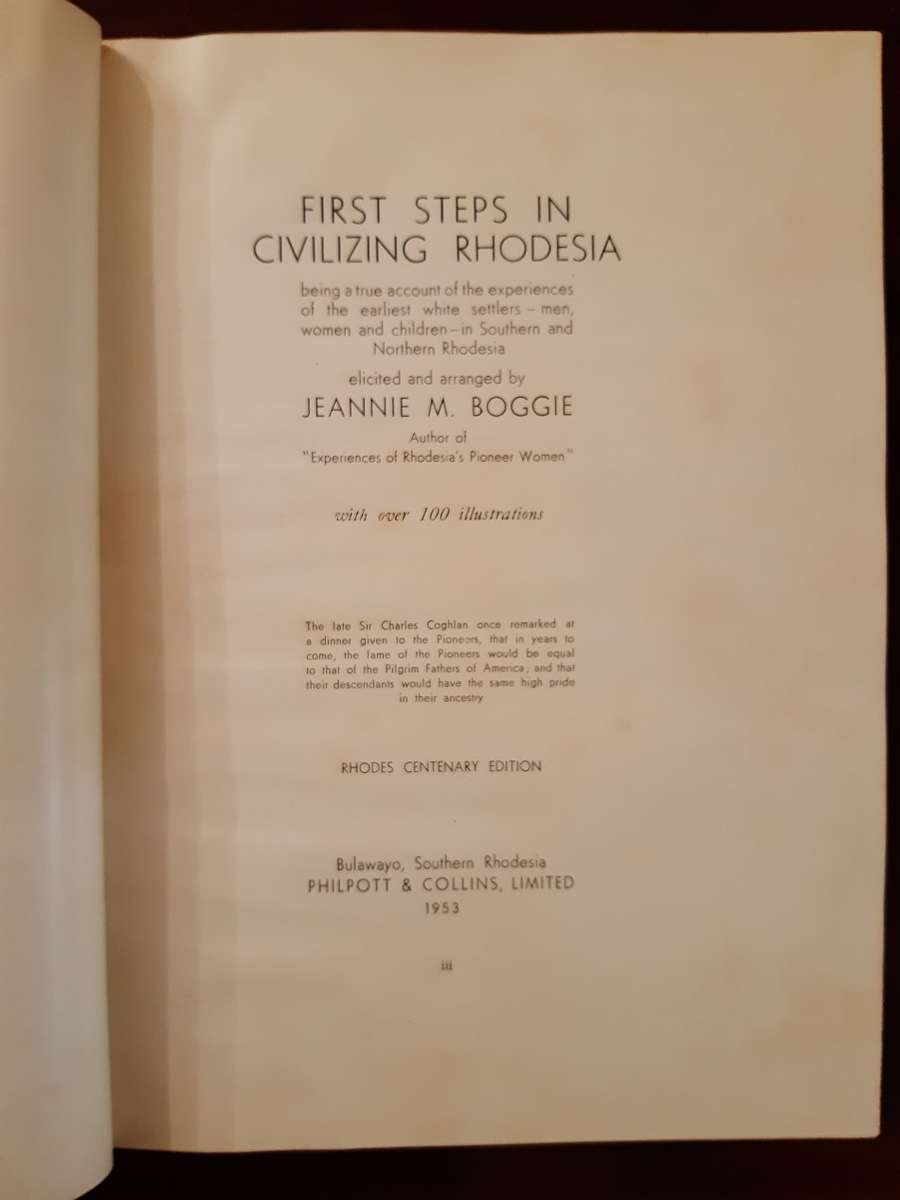 FIRST STEPS IN
CIVILIZING RHODESIA
being a true account of the experiences
of the earliest white settlers – men,
women and children – in Southern and
Northern Rhodesia
elicited and arranged by
JEANNIE M. BOGGIE
Author of
"Experiences of Rhodesia's Pioneer Women"
with over 100 illustrations
The late Sir Charles Coghlan once remarked at
a dinner given to the Pioneers, that in years to
come, the fame of the Pioneers would be equal
to that of the Pilgrim Fathers of America; and that
their descendants would have the same high pride
in their ancestry
RHODES CENTENARY EDITION
Bulawayo, Southern Rhodesia
PHILPOTT & COLLINS, LIMITED
1953
iii